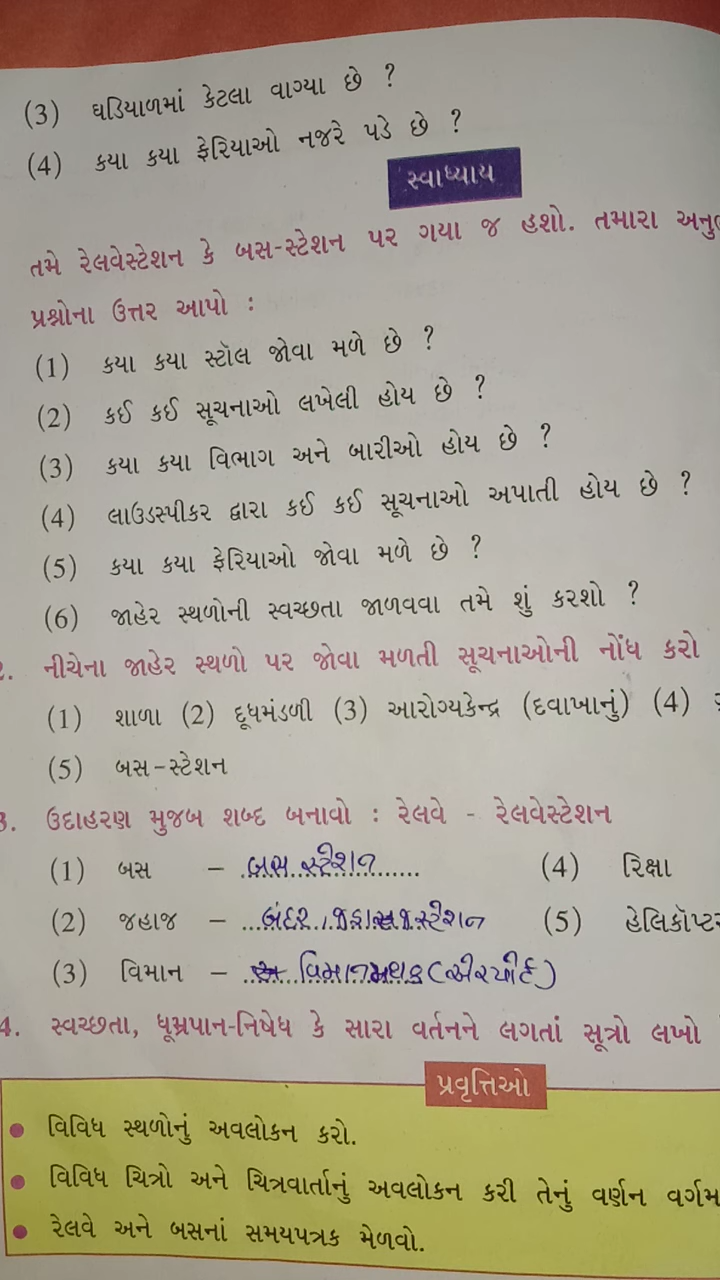 (3) ઘડિયાળમાં કેટલા વાગ્યા છે ?
(4) કયા કયા ફેરિયાઓ નજરે પડે છે ?
સ્વાધ્યાય
તમે રેલવેસ્ટેશન કે બસ-સ્ટેશન પર ગયા જ હશો. તમારા
પ્રશ્નોના ઉત્તર આપો :
(1) કયા કયા સ્ટૉલ જોવા મળે છે ?
(2) કઈ કઈ સૂચનાઓ લખેલી હોય છે ?
(3) કયા કયા વિભાગ અને બારીઓ હોય છે ?
(4) લાઉડસ્પીકર દ્વારા કઈ કઈ સૂચનાઓ અપાતી હોય છે ?
(5) કયા કયા ફેરિયાઓ જોવા મળે છે ?
(6) જાહેર સ્થળોની સ્વચ્છતા જાળવવા તમે શું કરશો ?
2. નીચેના જાહેર સ્થળો પર જોવા મળતી સૂચનાઓની નોંધ કરો
(1) શાળા (2) દૂધમંડળી (3) આરોગ્યકેન્દ્ર (દવાખાનું) (4)
(5) બસ-સ્ટેશન
3. ઉદાહરણ મુજબ શબ્દ બનાવો : રેલવે - રેલવેસ્ટેશન
(1) બસ – બસ સ્ટેશન (4) રિક્ષા
(2) જહાજ – બંદર / જહાજ સ્ટેશન (5) હેલિકૉપ્ટર
(3) વિમાન – વિમાનમથક (એરપોર્ટ)
4. સ્વચ્છતા, ધૂમ્રપાન-નિષેધ કે સારા વર્તનને લગતાં સૂત્રો લખો
પ્રવૃત્તિઓ
• વિવિધ સ્થળોનું અવલોકન કરો.
• વિવિધ ચિત્રો અને ચિત્રવાર્તાનું અવલોકન કરી તેનું વર્ણન
• રેલવે અને બસનાં સમયપત્રક મેળવો.